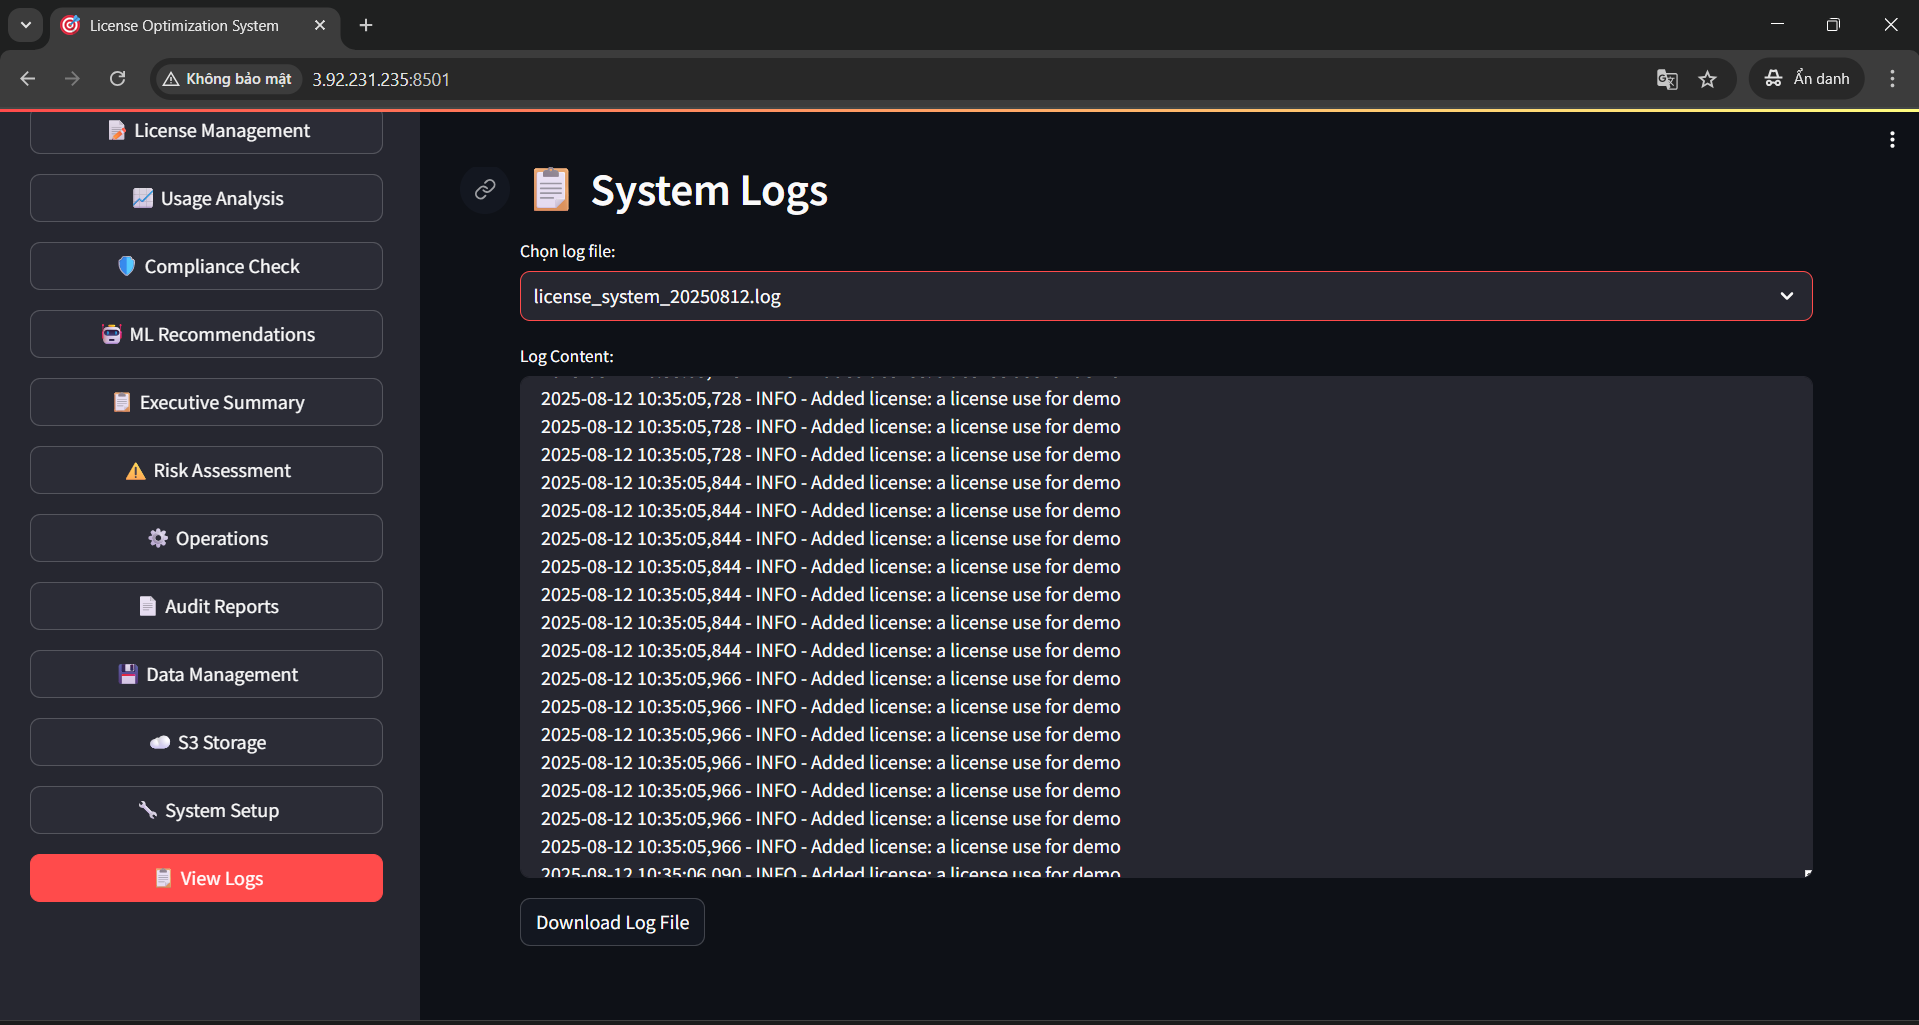 License Optimization System
Không bảo mật
3.92.231.235:8501
Ẩn danh
License Management
Usage Analysis
Compliance Check
ML Recommendations
Executive Summary
Risk Assessment
Operations
Audit Reports
Data Management
S3 Storage
System Setup
View Logs
System Logs
Chọn log file:
license_system_20250812.log
Log Content:
2025-08-12 10:35:05,728 - INFO - Added license: a license use for demo
2025-08-12 10:35:05,728 - INFO - Added license: a license use for demo
2025-08-12 10:35:05,728 - INFO - Added license: a license use for demo
2025-08-12 10:35:05,844 - INFO - Added license: a license use for demo
2025-08-12 10:35:05,844 - INFO - Added license: a license use for demo
2025-08-12 10:35:05,844 - INFO - Added license: a license use for demo
2025-08-12 10:35:05,844 - INFO - Added license: a license use for demo
2025-08-12 10:35:05,844 - INFO - Added license: a license use for demo
2025-08-12 10:35:05,844 - INFO - Added license: a license use for demo
2025-08-12 10:35:05,844 - INFO - Added license: a license use for demo
2025-08-12 10:35:05,966 - INFO - Added license: a license use for demo
2025-08-12 10:35:05,966 - INFO - Added license: a license use for demo
2025-08-12 10:35:05,966 - INFO - Added license: a license use for demo
2025-08-12 10:35:05,966 - INFO - Added license: a license use for demo
2025-08-12 10:35:05,966 - INFO - Added license: a license use for demo
2025-08-12 10:35:05,966 - INFO - Added license: a license use for demo
2025-08-12 10:35:05,966 - INFO - Added license: a license use for demo
2025-08-12 10:35:06,090 - INFO - Added license: a license use for demo
Download Log File